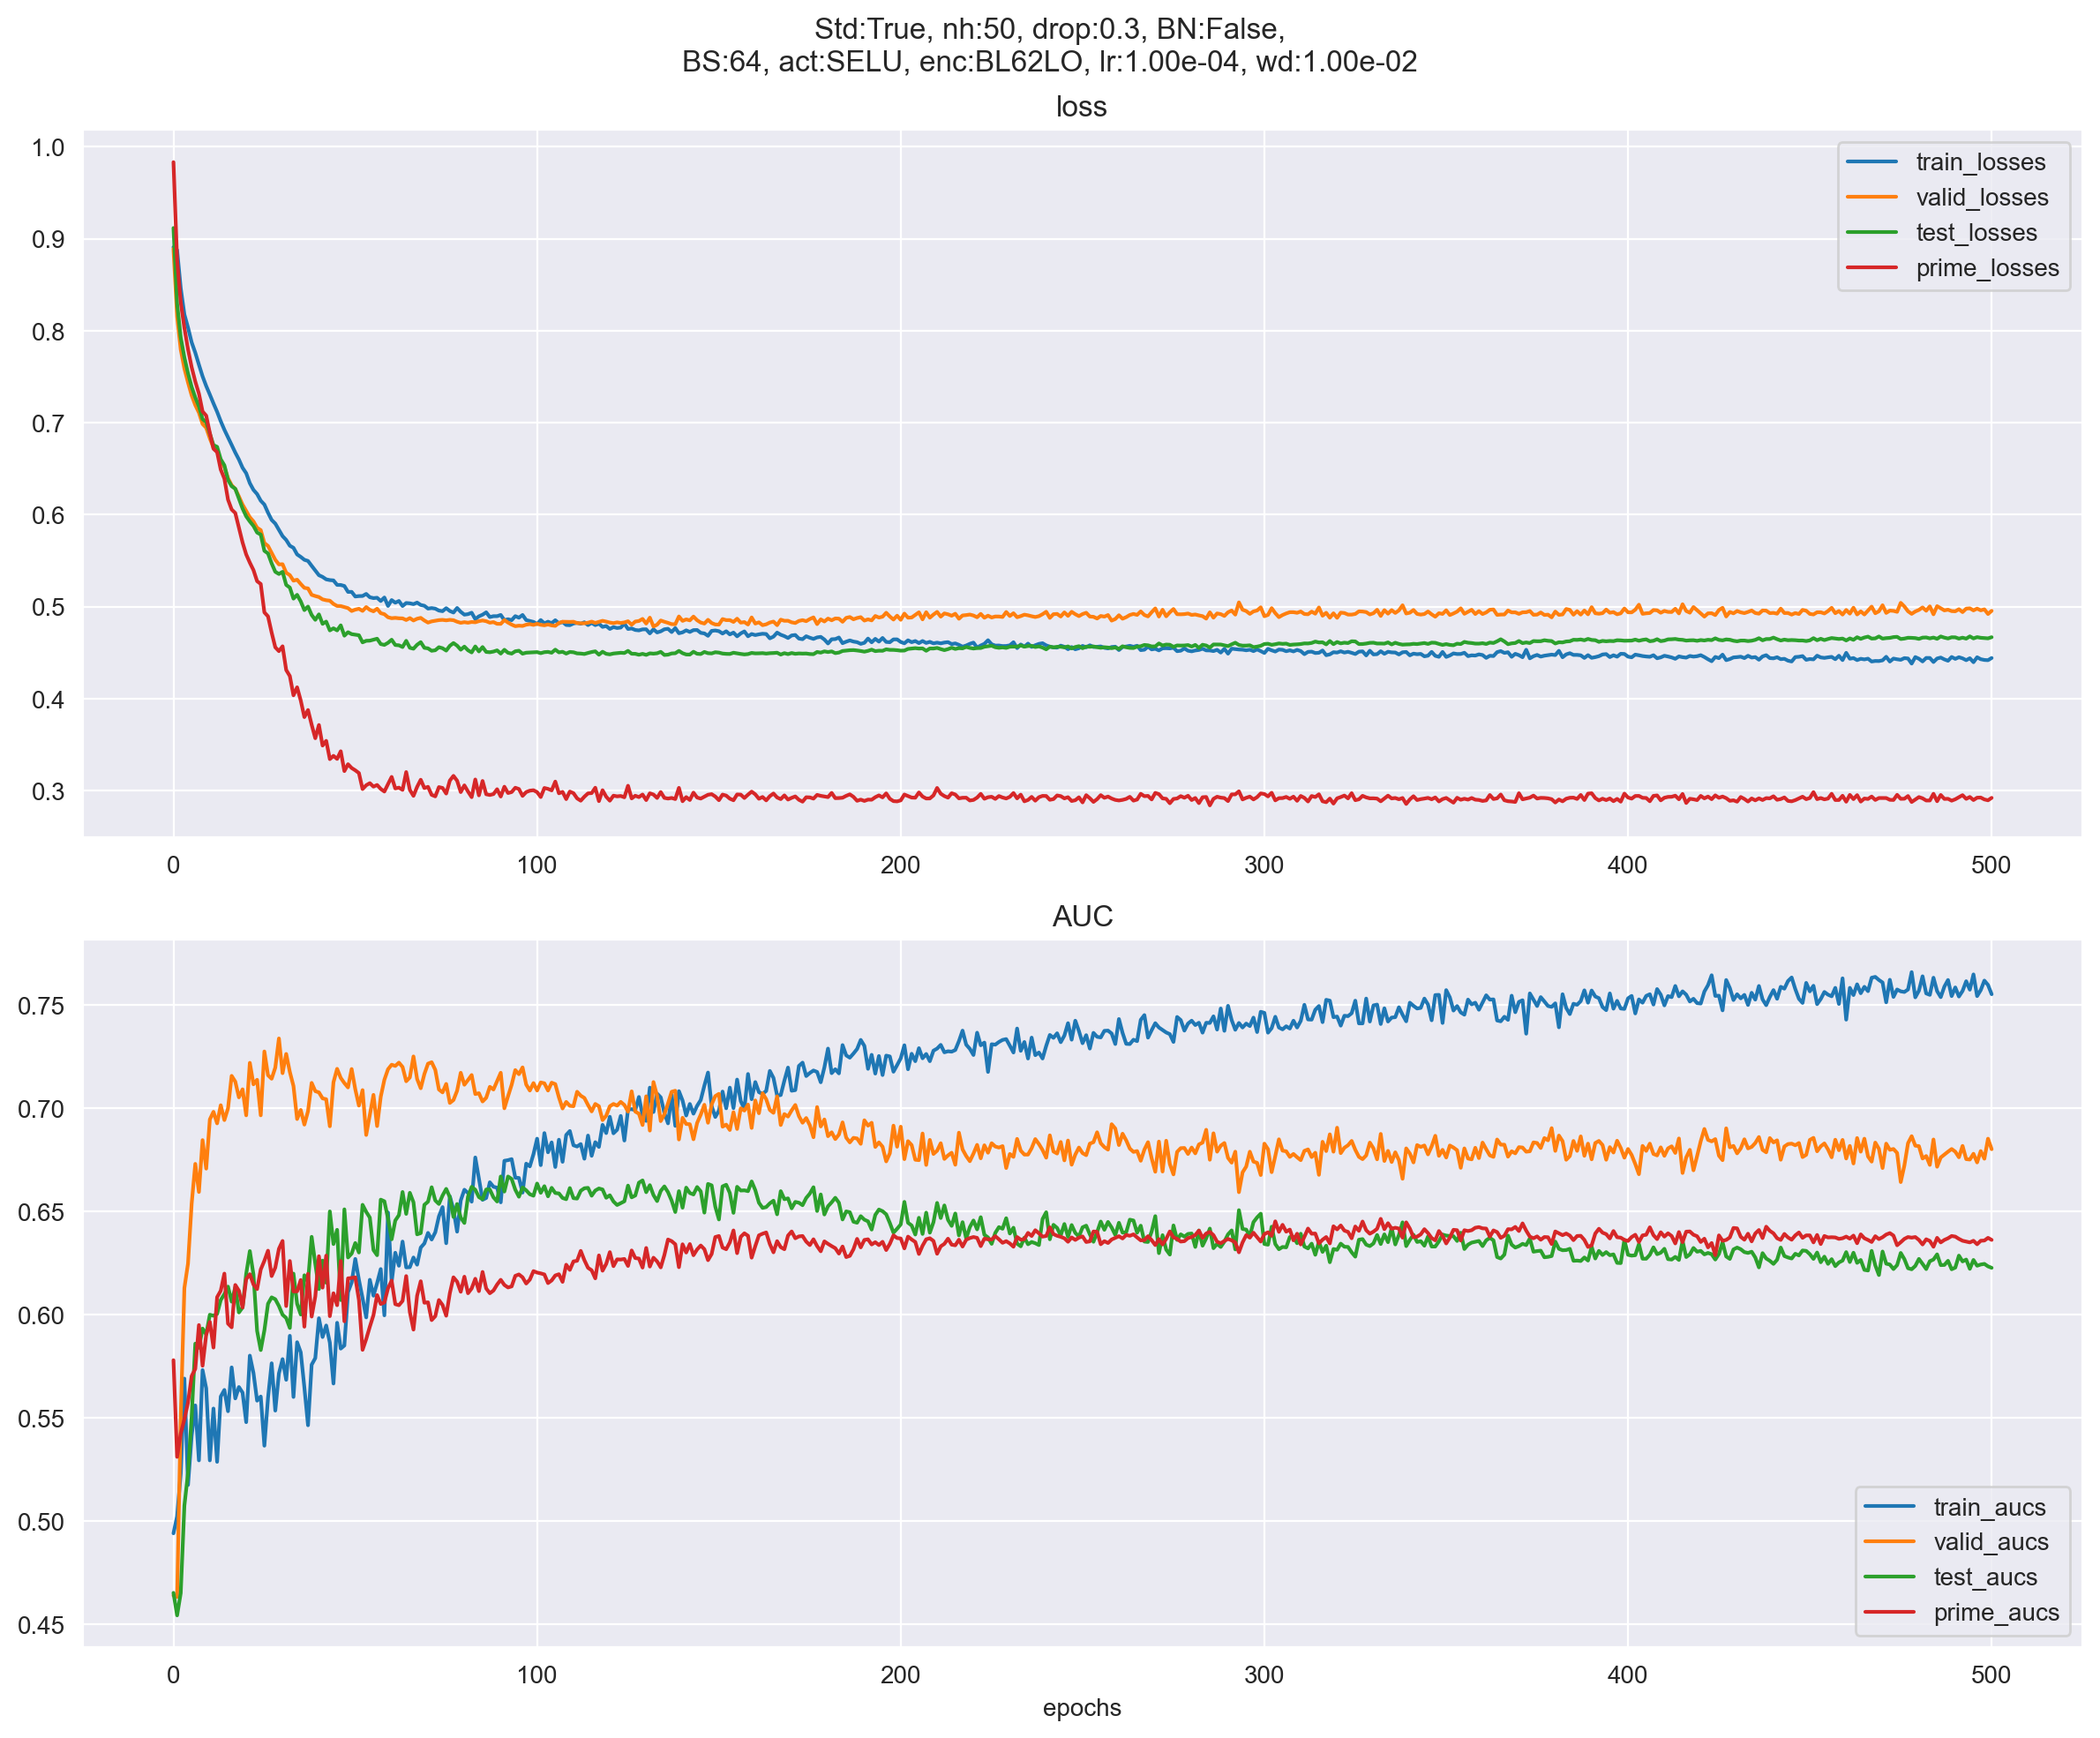 Std:True, nh:50, drop:0.3, BN:False,
BS:64, act:SELU, enc:BL62LO, lr:1.00e-04, wd:1.00e-02
loss
1.0
0.9
0.8
0.7
0.6
0.5
0.4
0.3
train_losses
valid_losses
test_losses
prime_losses
0 100 200 300 400 500
AUC
0.75
0.70
0.65
0.60
0.55
0.50
0.45
train_aucs
valid_aucs
test_aucs
prime_aucs
0 100 200 300 400 500
epochs